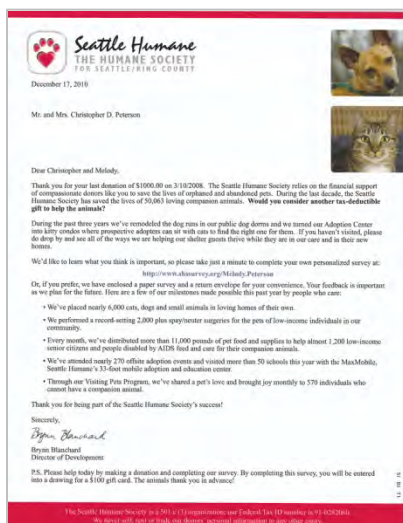 Seattle Humane
THE HUMANE SOCIETY
FOR SEATTLE/KING COUNTY
December 17, 2010
Mr. and Mrs. Christopher D. Peterson
Dear Christopher and Melody,
Thank you for your last donation of $1000.00 on 3/10/2008. The Seattle Humane Society relies on the financial support
of compassionate donors like you to save the lives of orphaned and abandoned pets. During the last decade, the Seattle
Humane Society has saved the lives of 50,063 loving companion animals. Would you consider another tax-deductible
gift to help the animals?
During the past three years we've remodeled the dog runs in our public dog dorms and we turned our Adoption Center
into kitty condos where prospective adopters can sit with cats to find the right one for them. If you haven't visited, please
do drop by and see all of the ways we are helping our shelter guests thrive while they are in our care and in their new
homes.
We'd like to learn what you think is important, so please take just a minute to complete your own personalized survey at:
http://www.shssurvey.org/Melody.Peterson
Or, if you prefer, we have enclosed a paper survey and a return envelope for your convenience. Your feedback is important
as we plan for the future. Here are a few of our milestones made possible this past year by people who care:
• We've placed nearly 6,000 cats, dogs and small animals in loving homes of their own.
• We performed a record-setting 2,000 plus spay/neuter surgeries for the pets of low-income individuals in our
community.
• Every month, we've distributed more than 11,000 pounds of pet food and supplies to help almost 1,200 low-income
senior citizens and people disabled by AIDS feed and care for their companion animals.
• We've attended nearly 270 offsite adoption events and visited more than 50 schools this year with the MaxMobile,
Seattle Humane's 33-foot mobile adoption and education center.
• Through our Visiting Pets Program, we've shared a pet's love and brought joy monthly to 570 individuals who
cannot have a companion animal.
Thank you for being part of the Seattle Humane Society's success!
Sincerely,
Brynn Blanchard
Brynn Blanchard
Director of Development
P.S. Please help today by making a donation and completing our survey. By completing this survey, you will be entered
into a drawing for a $100 gift card. The animals thank you in advance!
The Seattle Humane Society is a 501 c (3) organization; our Federal Tax ID number is 91-0282060.
We never sell, rent or lend our donors' personal information to any other entity.